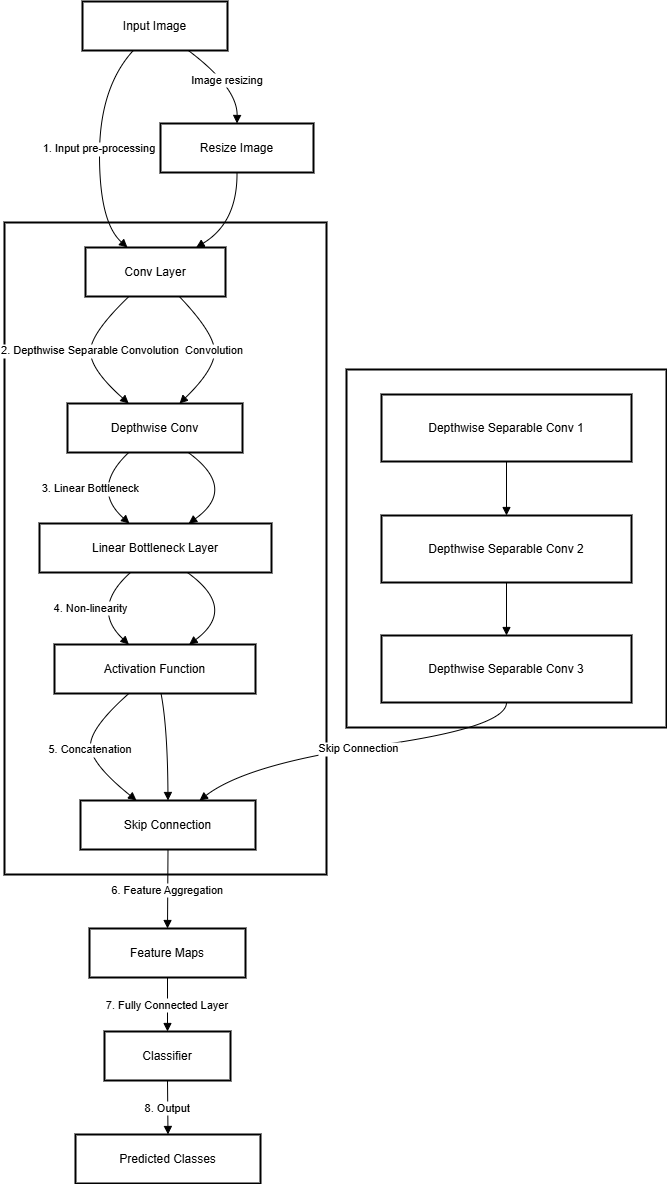 Input Image
Image resizing
1. Input pre-processing
Resize Image
Conv Layer
2. Depthwise Separable Convolution
Convolution
Depthwise Conv
3. Linear Bottleneck
Linear Bottleneck Layer
4. Non-linearity
Activation Function
5. Concatenation
Skip Connection
Depthwise Separable Conv 1
Depthwise Separable Conv 2
Depthwise Separable Conv 3
Skip Connection
6. Feature Aggregation
Feature Maps
7. Fully Connected Layer
Classifier
8. Output
Predicted Classes